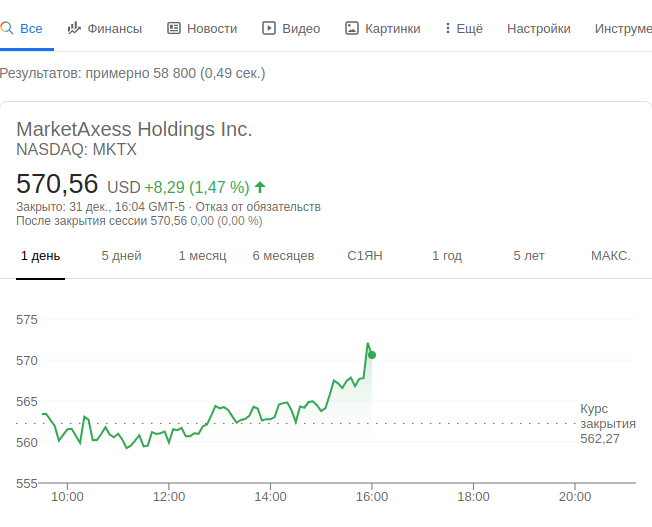 Все Финансы Новости Видео Картинки Ещё Настройки Инструме
Результатов: примерно 58 800 (0,49 сек.)
MarketAxess Holdings Inc.
NASDAQ: MKTX
570,56 USD +8,29 (1,47 %)
Закрыто: 31 дек., 16:04 GMT-5 · Отказ от обязательств
После закрытия сессии 570,56 0,00 (0,00 %)
1 день 5 дней 1 месяц 6 месяцев С1ЯН 1 год 5 лет МАКС.
575
570
565
Курс
закрытия
562,27
560
555
10:00 12:00 14:00 16:00 18:00 20:00